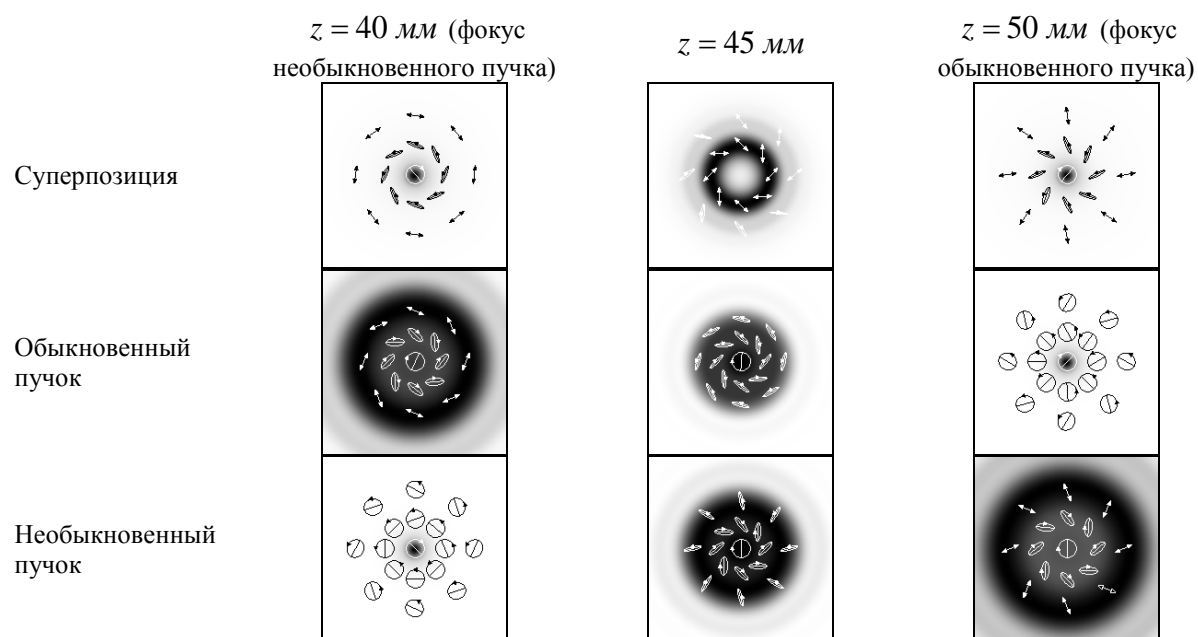 z = 40 мм (фокус
необыкновенного пучка)
z = 45 мм
z = 50 мм (фокус
обыкновенного пучка)
Суперпозиция
Обыкновенный
пучок
Необыкновенный
пучок